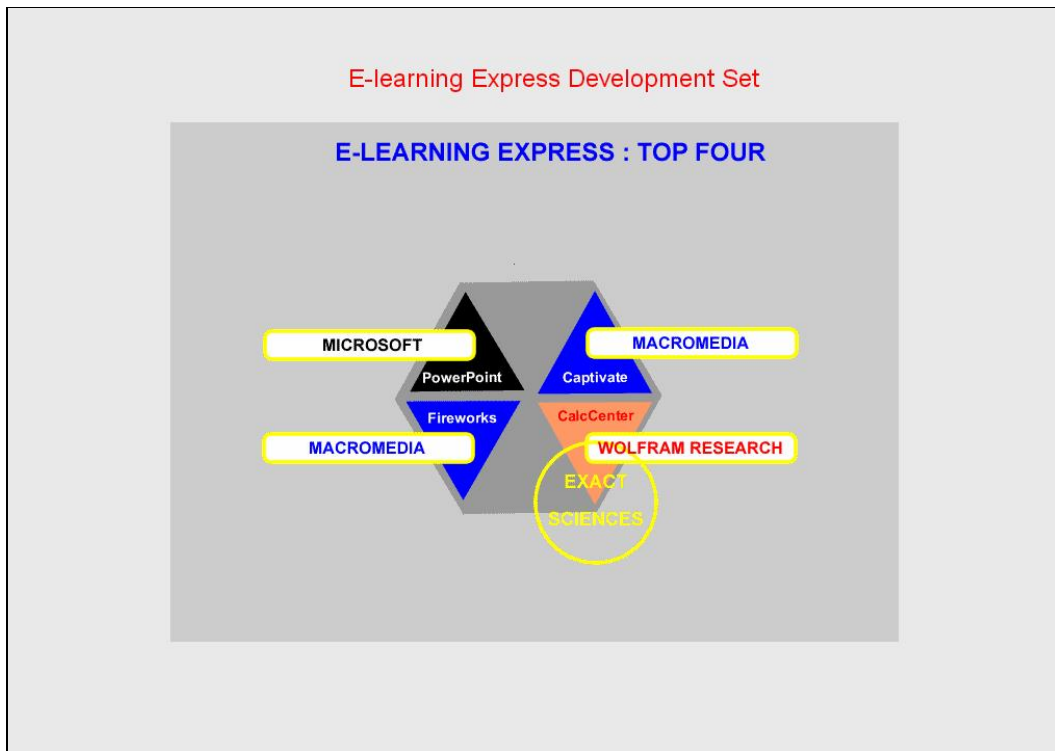 E-learning Express Development Set
E-LEARNING EXPRESS : TOP FOUR
MICROSOFT
MACROMEDIA
PowerPoint
Captivate
Fireworks
CalcCenter
MACROMEDIA
WOLFRAM RESEARCH
EXACT
SCIENCES